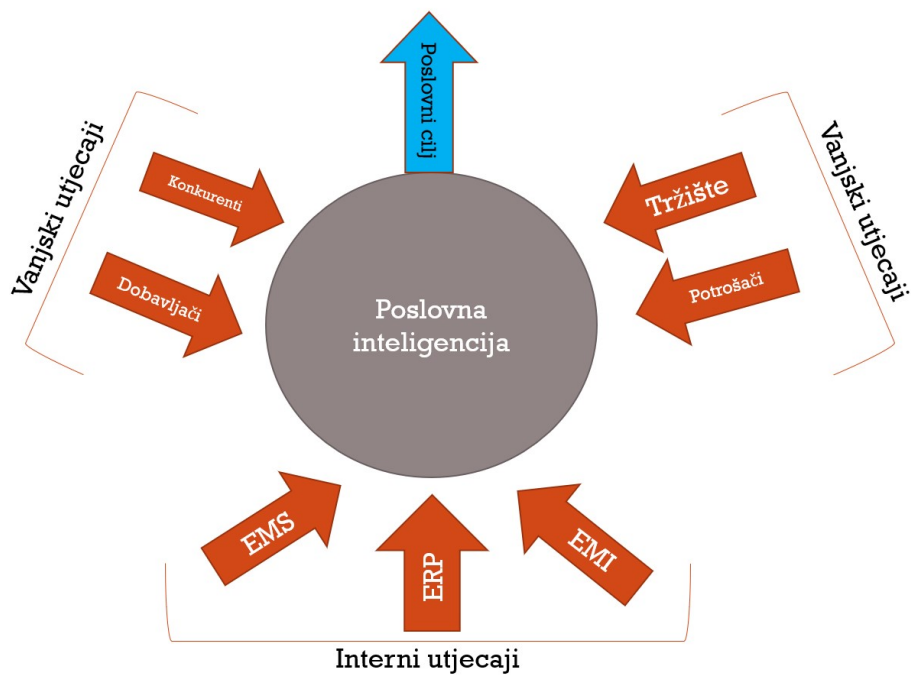 Poslovni cilj
Vanjski utjecaji
Konkurenti
Dobavljači
Vanjski utjecaji
Tržište
Potrošači
Poslovna
inteligencija
EMS
ERP
EMI
Interni utjecaji